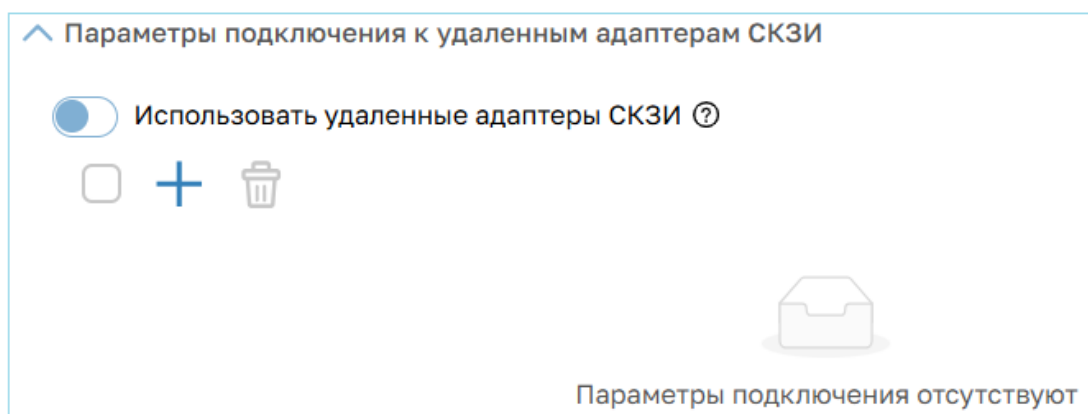 Параметры подключения к удаленным адаптерам СКЗИ
Использовать удаленные адаптеры СКЗИ ?
Параметры подключения отсутствуют